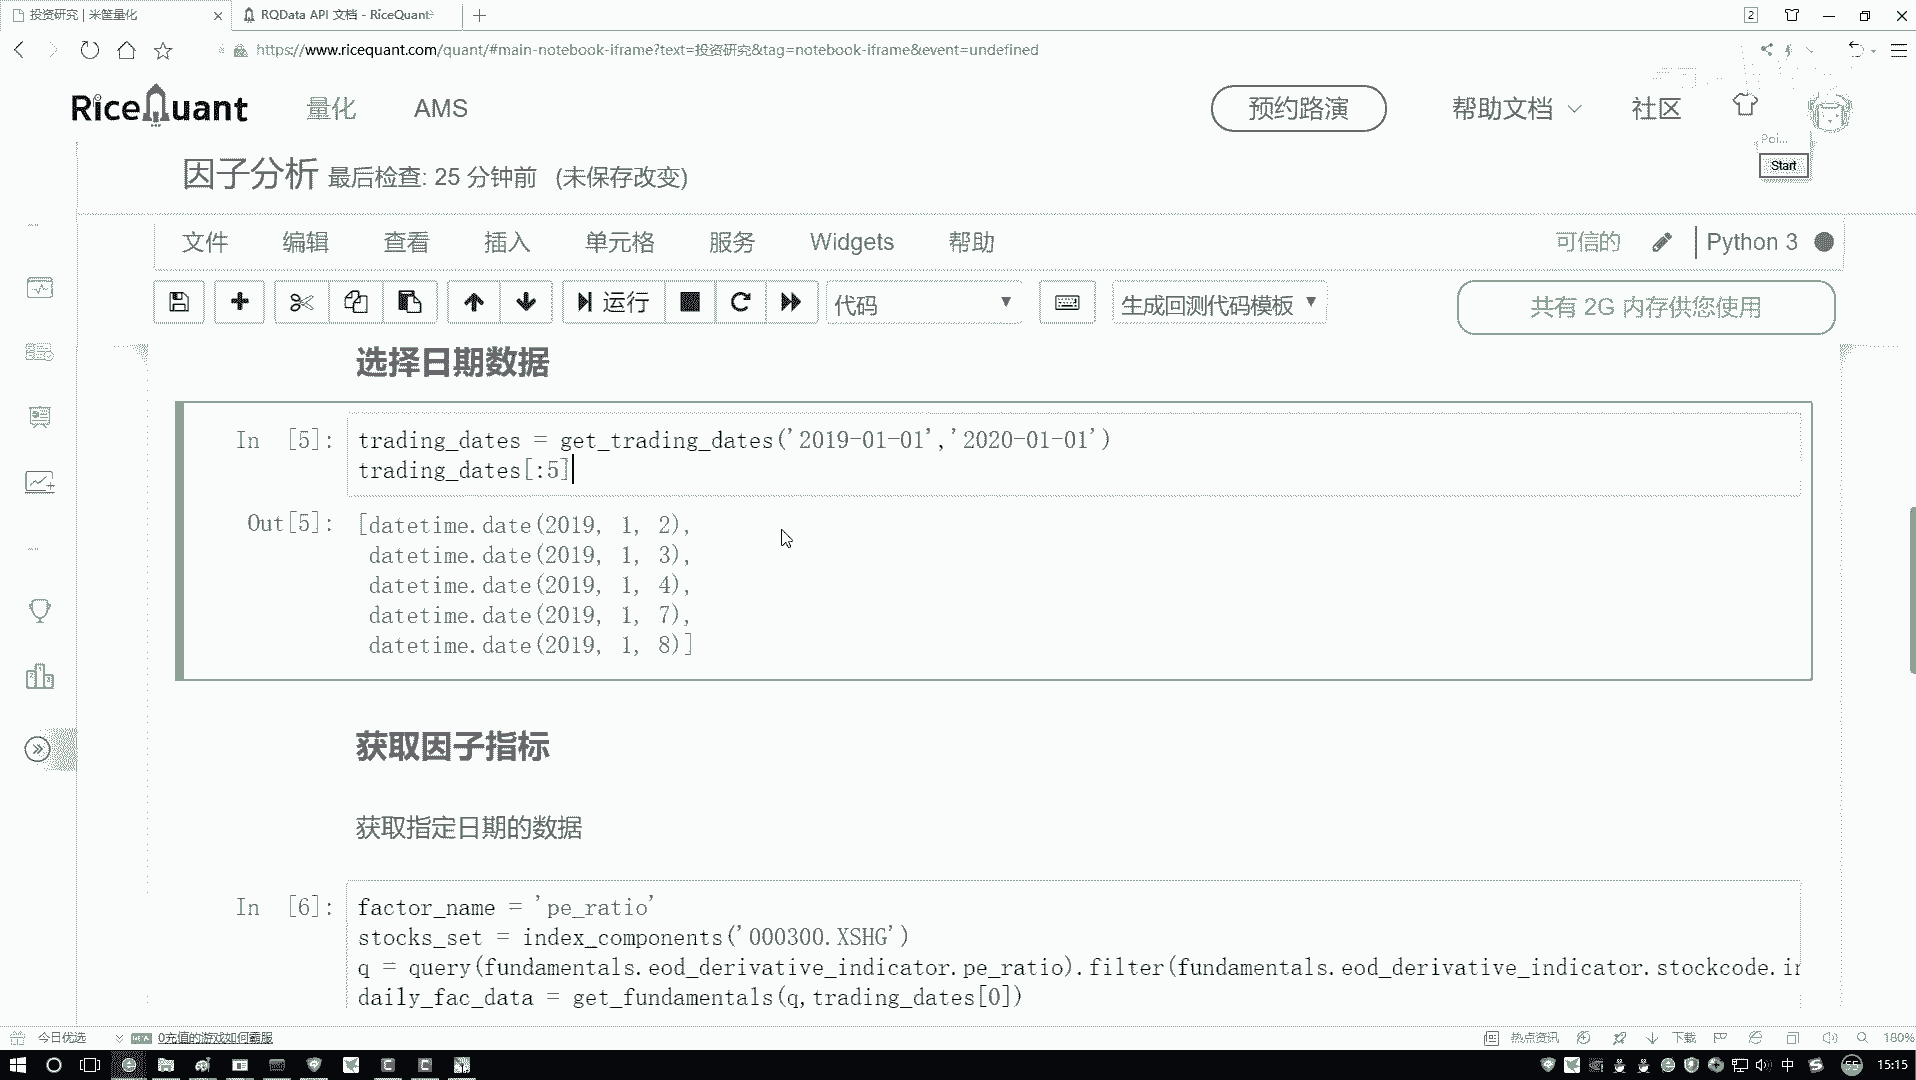 投资研究 | 米筐量化
RQData API 文档 - RiceQuant
2
https://www.ricequant.com/quant/#main-notebook-iframe?text=投资研究&tag=notebook-iframe&event=undefined
RiceQuant
量化
AMS
预约路演
帮助文档
社区
Poi...
Start
因子分析 最后检查: 25 分钟前 (未保存改变)
文件 编辑 查看 插入 单元格 服务 Widgets 帮助
可信的
Python 3
运行
代码
生成回测代码模板
共有 2G 内存供您使用
选择日期数据
In [5]: trading_dates = get_trading_dates('2019-01-01','2020-01-01')
trading_dates[:5]
Out[5]: [datetime.date(2019, 1, 2),
datetime.date(2019, 1, 3),
datetime.date(2019, 1, 4),
datetime.date(2019, 1, 7),
datetime.date(2019, 1, 8)]
获取因子指标
获取指定日期的数据
In [6]: factor_name = 'pe_ratio'
stocks_set = index_components('000300.XSHG')
q = query(fundamentals.eod_derivative_indicator.pe_ratio).filter(fundamentals.eod_derivative_indicator.stockcode.in
daily_fac_data = get_fundamentals(q,trading_dates[0])
今日优选
0充值的游戏如何霸服
热点资讯
下载
180%
中
55
15:15